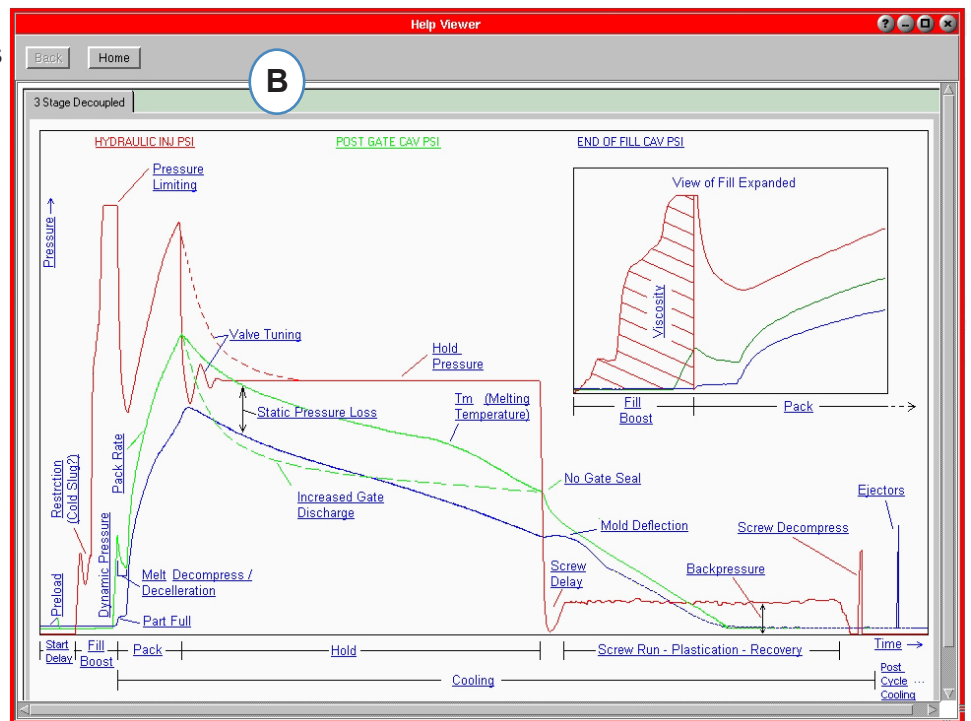 Help Viewer
s
Back
Home
B
3 Stage Decoupled
HYDRAULIC INJ PSI
POST GATE CAV PSI
END OF FILL CAV PSI
Pressure
Limiting
View of Fill Expanded
Pressure →
Viscosity
Valve Tuning
Hold
Pressure
Fill
Boost
Pack
Static Pressure Loss
Tm (Melting
Temperature)
Restrction
(Cold Slug?)
Pack Rate
No Gate Seal
Increased Gate
Discharge
Mold Deflection
Ejectors
Screw Decompress
Dynamic Pressure
Preload
Melt Decompress /
Decelleration
Screw
Delay
Backpressure
Part Full
Start
Delay
Fill
Boost
Pack
Hold
Screw Run - Plastication - Recovery
Time →
Cooling
Post
Cycle ...
Cooling